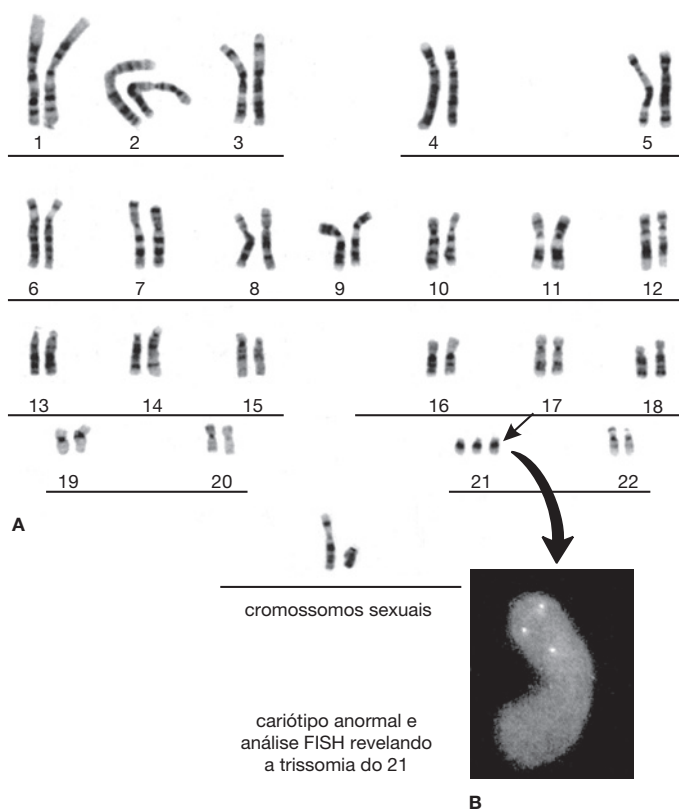 1 2 3 4 5
6 7 8 9 10 11 12
13 14 15 16 17 18
19 20 21 22
A
cromossomos sexuais
cariótipo anormal e
análise FISH revelando
a trissomia do 21
B